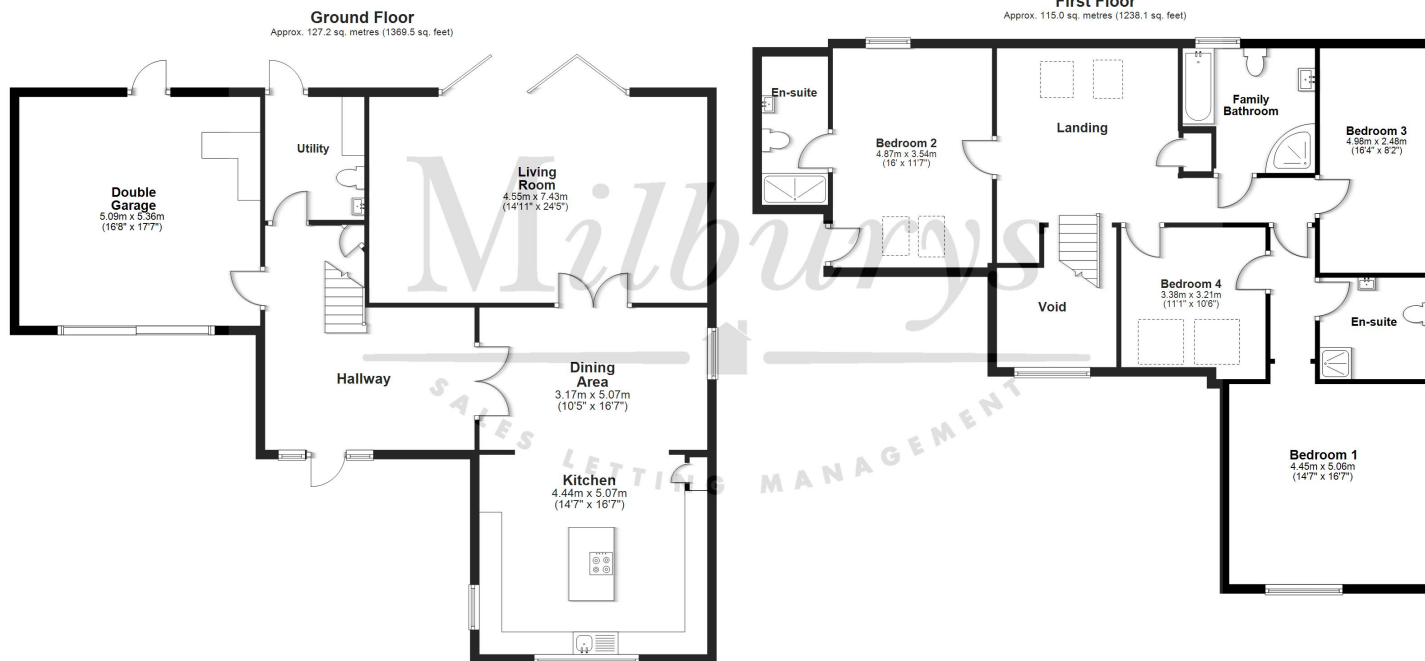 Ground Floor
Approx. 127.2 sq. metres (1369.5 sq. feet)
Double
Garage
5.09m x 5.36m
(16'8" x 17'7")
Utility
Living
Room
4.55m x 7.43m
(14'11" x 24'5")
Hallway
Dining
Area
3.17m x 5.07m
(10'5" x 16'7")
Kitchen
4.44m x 5.07m
(14'7" x 16'7")
First Floor
Approx. 115.0 sq. metres (1238.1 sq. feet)
En-suite
Bedroom 2
4.87m x 3.54m
(16' x 11'7")
Landing
Family
Bathroom
Bedroom 3
4.98m x 2.48m
(16'4" x 8'2")
Void
Bedroom 4
3.38m x 3.21m
(11'1" x 10'6")
En-suite
Bedroom 1
4.45m x 5.06m
(14'7" x 16'7")
Milburys
SALES LETTING MANAGEMENT